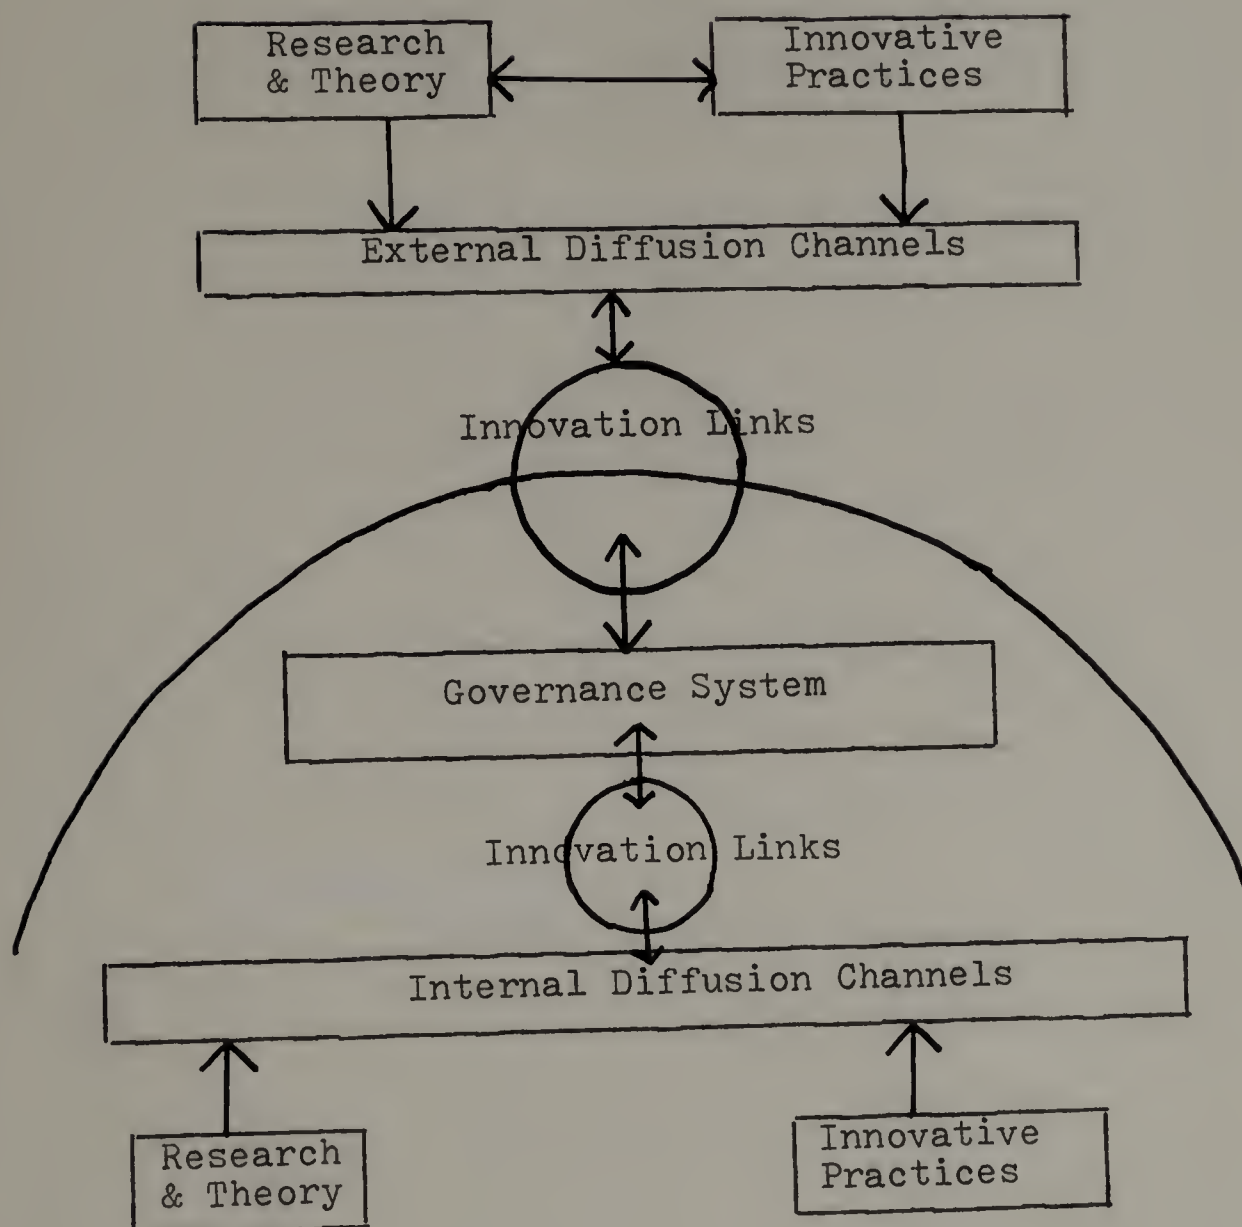 Research
& Theory
Innovative
Practices
External Diffusion Channels
Innovation Links
Governance System
Innovation Links
Internal Diffusion Channels
Research
& Theory
Innovative
Practices